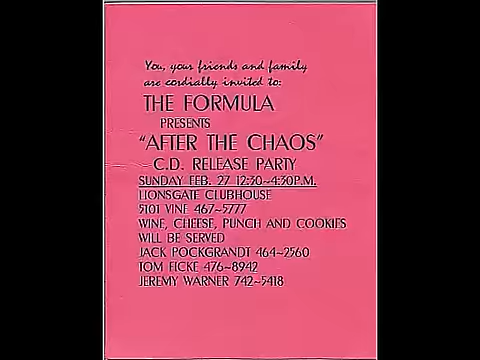 You, your friends and family
are cordially invited to:
THE FORMULA
PRESENTS
"AFTER THE CHAOS"
C.D. RELEASE PARTY
SUNDAY FEB. 27 12:30~4:30P.M.
LIONSGATE CLUBHOUSE
5101 VINE 467~5777
WINE, CHEESE, PUNCH AND COOKIES
WILL BE SERVED
JACK POCKGRANDT 464~2560
TOM FICKE 476~8942
JEREMY WARNER 742~5418